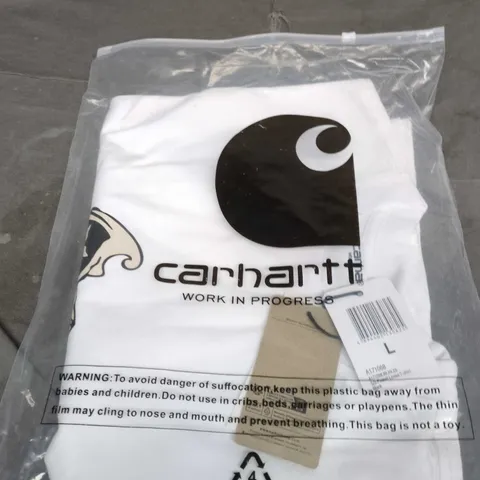 carhartt
WORK IN PROGRESS
L
WARNING:To avoid danger of suffocation,keep this plastic bag away from
babies and children.Do not use in cribs,beds,carriages or playpens.The thin
film may cling to nose and mouth and prevent breathing.This bag is not a toy.
4